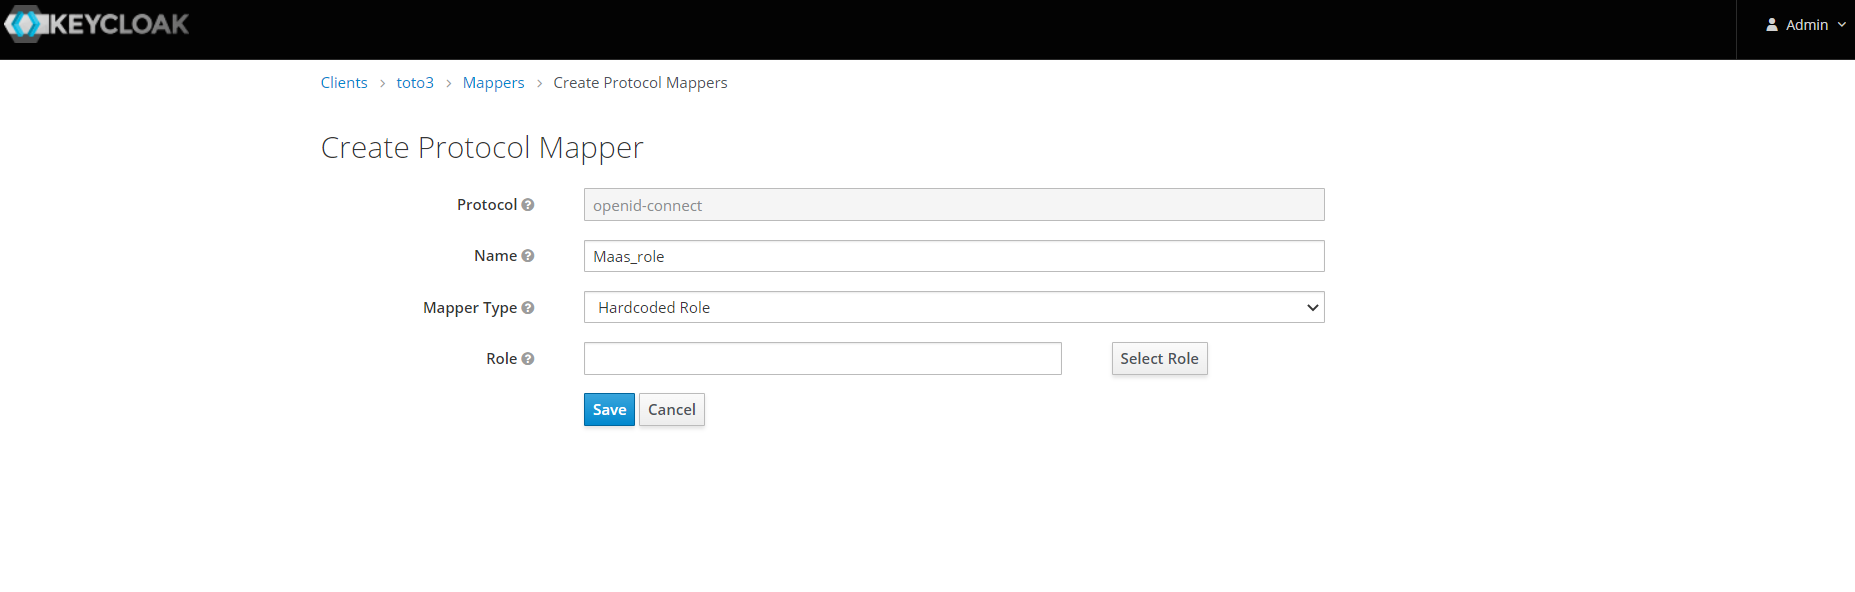 KEYCLOAK
Admin
Clients > toto3 > Mappers > Create Protocol Mappers
Create Protocol Mapper
Protocol ?
openid-connect
Name ?
Maas_role
Mapper Type ?
Hardcoded Role
Role ?
Select Role
Save Cancel